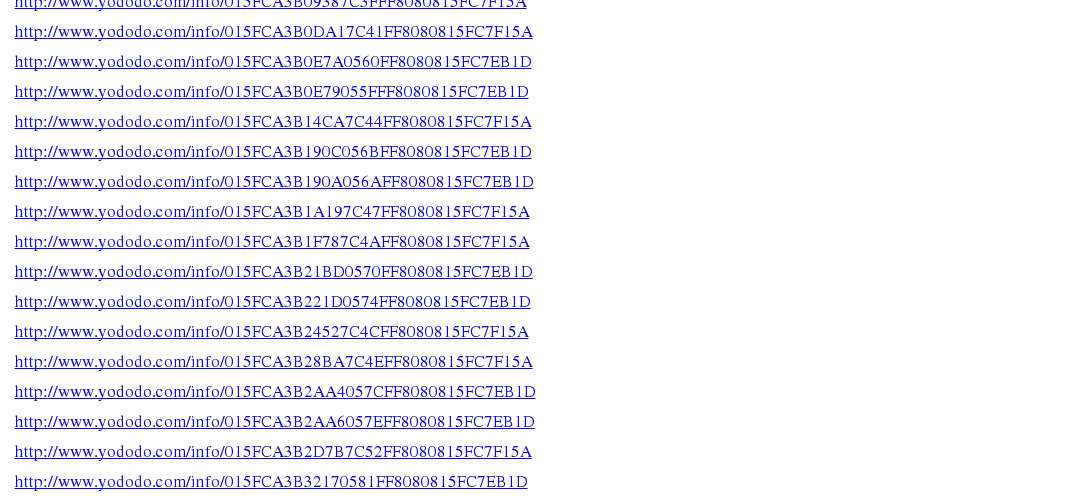 http://www.yododo.com/info/015FCA3B09387C3FFF8080815FC7F15A
http://www.yododo.com/info/015FCA3B0DA17C41FF8080815FC7F15A
http://www.yododo.com/info/015FCA3B0E7A0560FF8080815FC7EB1D
http://www.yododo.com/info/015FCA3B0E79055FFF8080815FC7EB1D
http://www.yododo.com/info/015FCA3B14CA7C44FF8080815FC7F15A
http://www.yododo.com/info/015FCA3B190C056BFF8080815FC7EB1D
http://www.yododo.com/info/015FCA3B190A056AFF8080815FC7EB1D
http://www.yododo.com/info/015FCA3B1A197C47FF8080815FC7F15A
http://www.yododo.com/info/015FCA3B1F787C4AFF8080815FC7F15A
http://www.yododo.com/info/015FCA3B21BD0570FF8080815FC7EB1D
http://www.yododo.com/info/015FCA3B221D0574FF8080815FC7EB1D
http://www.yododo.com/info/015FCA3B24527C4CFF8080815FC7F15A
http://www.yododo.com/info/015FCA3B28BA7C4EFF8080815FC7F15A
http://www.yododo.com/info/015FCA3B2AA4057CFF8080815FC7EB1D
http://www.yododo.com/info/015FCA3B2AA6057EFF8080815FC7EB1D
http://www.yododo.com/info/015FCA3B2D7B7C52FF8080815FC7F15A
http://www.yododo.com/info/015FCA3B32170581FF8080815FC7EB1D